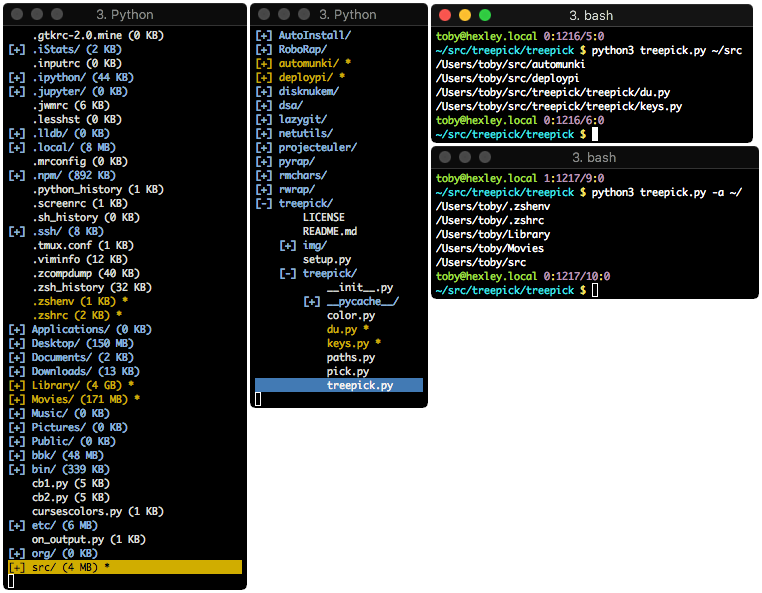 3. Python
.gtkrc-2.0.mine (0 KB)
[+] .iStats/ (2 KB)
.inputrc (0 KB)
[+] .ipython/ (44 KB)
[+] .jupyter/ (0 KB)
.jwmrc (6 KB)
.lesshst (0 KB)
[+] .lldb/ (0 KB)
[+] .local/ (8 MB)
.mrconfig (0 KB)
[+] .npm/ (892 KB)
.python_history (1 KB)
.screenrc (1 KB)
.sh_history (0 KB)
[+] .ssh/ (8 KB)
.tmux.conf (1 KB)
.viminfo (12 KB)
.zcompdump (40 KB)
.zsh_history (32 KB)
.zshenv (1 KB) *
.zshrc (2 KB) *
[+] Applications/ (0 KB)
[+] Desktop/ (150 MB)
[+] Documents/ (2 KB)
[+] Downloads/ (13 KB)
[+] Library/ (4 GB) *
[+] Movies/ (171 MB) *
[+] Music/ (0 KB)
[+] Pictures/ (0 KB)
[+] Public/ (0 KB)
[+] bbk/ (48 MB)
[+] bin/ (339 KB)
cb1.py (5 KB)
cb2.py (5 KB)
cursescolors.py (1 KB)
[+] etc/ (6 MB)
on_output.py (1 KB)
[+] org/ (0 KB)
[+] src/ (4 MB) *
3. Python
[+] AutoInstall/
[+] RoboRap/
[+] automunki/ *
[+] deploypi/ *
[+] disknukem/
[+] dsa/
[+] lazygit/
[+] netutils/
[+] projecteuler/
[+] pyrap/
[+] rmchars/
[+] rwrap/
[-] treepick/
LICENSE
README.md
[+] img/
setup.py
[-] treepick/
__init__.py
[+] __pycache__/
color.py
du.py *
keys.py *
paths.py
pick.py
treepick.py
3. bash
toby@hexley.local 0:1216/5:0
~/src/treepick/treepick $ python3 treepick.py ~/src
/Users/toby/src/automunki
/Users/toby/src/deploypi
/Users/toby/src/treepick/treepick/du.py
/Users/toby/src/treepick/treepick/keys.py
toby@hexley.local 0:1216/6:0
~/src/treepick/treepick $
3. bash
toby@hexley.local 1:1217/9:0
~/src/treepick/treepick $ python3 treepick.py -a ~/
/Users/toby/.zshenv
/Users/toby/.zshrc
/Users/toby/Library
/Users/toby/Movies
/Users/toby/src
toby@hexley.local 0:1217/10:0
~/src/treepick/treepick $